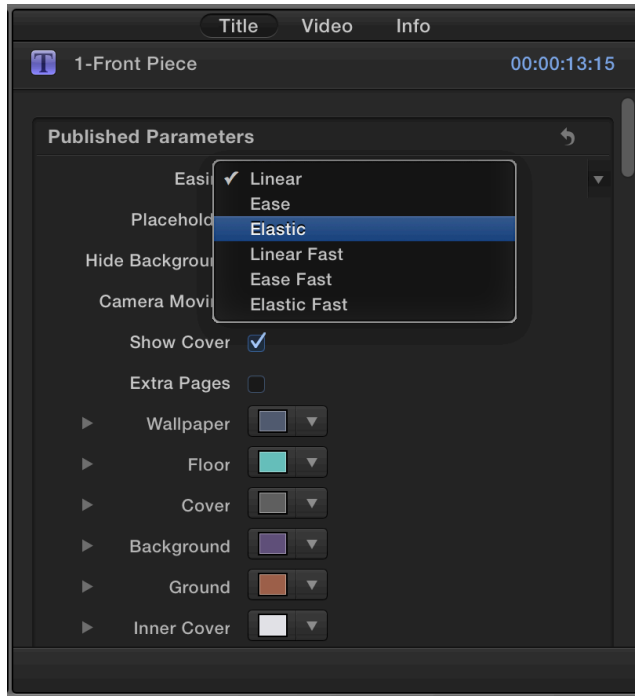 Title Video Info
T 1-Front Piece 00:00:13:15
Published Parameters
Easi ✓ Linear
Ease
Placehold
Elastic
Hide Backgrou Linear Fast
Ease Fast
Camera Movi Elastic Fast
Show Cover
Extra Pages
Wallpaper
Floor
Cover
Background
Ground
Inner Cover